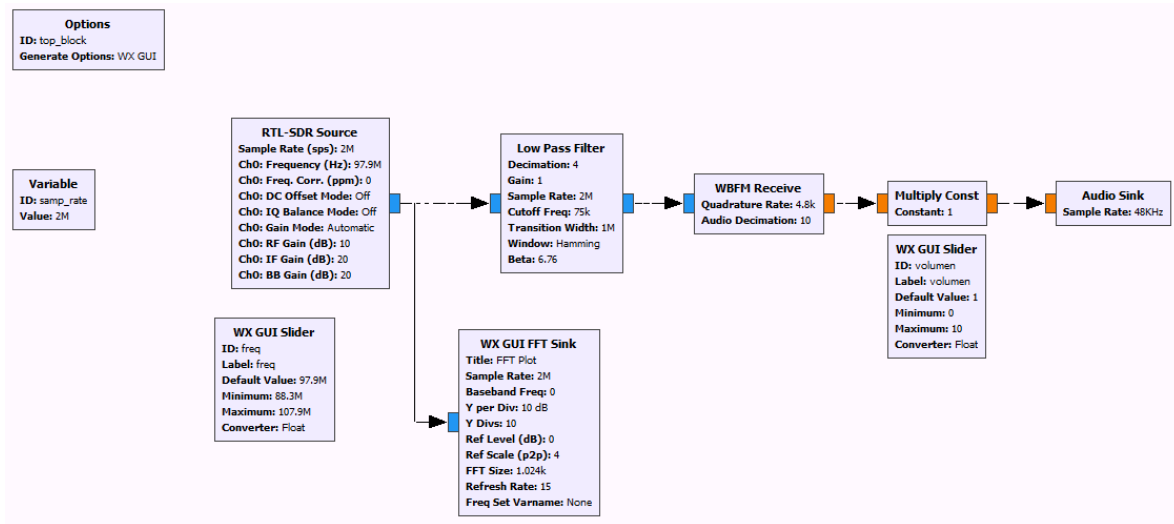 Options
ID: top_block
Generate Options: WX GUI
Variable
ID: samp_rate
Value: 2M
RTL-SDR Source
Sample Rate (sps): 2M
Ch0: Frequency (Hz): 97.9M
Ch0: Freq. Corr. (ppm): 0
Ch0: DC Offset Mode: Off
Ch0: IQ Balance Mode: Off
Ch0: Gain Mode: Automatic
Ch0: RF Gain (dB): 10
Ch0: IF Gain (dB): 20
Ch0: BB Gain (dB): 20
WX GUI Slider
ID: freq
Label: freq
Default Value: 97.9M
Minimum: 88.3M
Maximum: 107.9M
Converter: Float
Low Pass Filter
Decimation: 4
Gain: 1
Sample Rate: 2M
Cutoff Freq: 75k
Transition Width: 1M
Window: Hamming
Beta: 6.76
WX GUI FFT Sink
Title: FFT Plot
Sample Rate: 2M
Baseband Freq: 0
Y per Div: 10 dB
Y Divs: 10
Ref Level (dB): 0
Ref Scale (p2p): 4
FFT Size: 1.024k
Refresh Rate: 15
Freq Set Varname: None
WBFM Receive
Quadrature Rate: 4.8k
Audio Decimation: 10
Multiply Const
Constant: 1
WX GUI Slider
ID: volumen
Label: volumen
Default Value: 1
Minimum: 0
Maximum: 10
Converter: Float
Audio Sink
Sample Rate: 48KHz